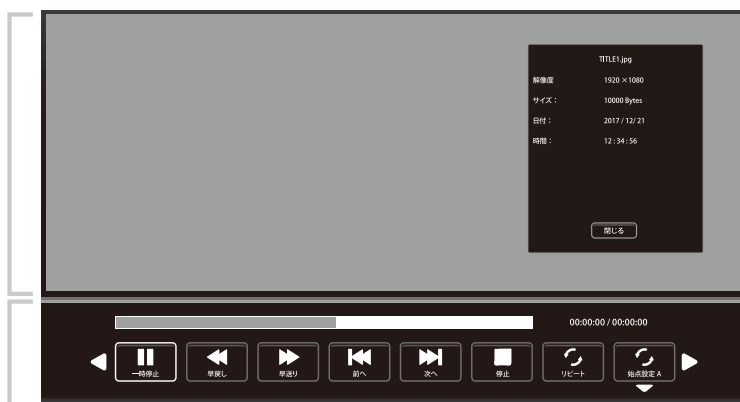 TITLE1.jpg
解像度 1920 × 1080
サイズ： 10000 Bytes
日付： 2017 / 12/ 21
時間： 12 : 34 : 56
閉じる
00:00:00 / 00:00:00
一時停止 早戻し 早送り 前へ 次へ 停止 リピート 始点設定 A